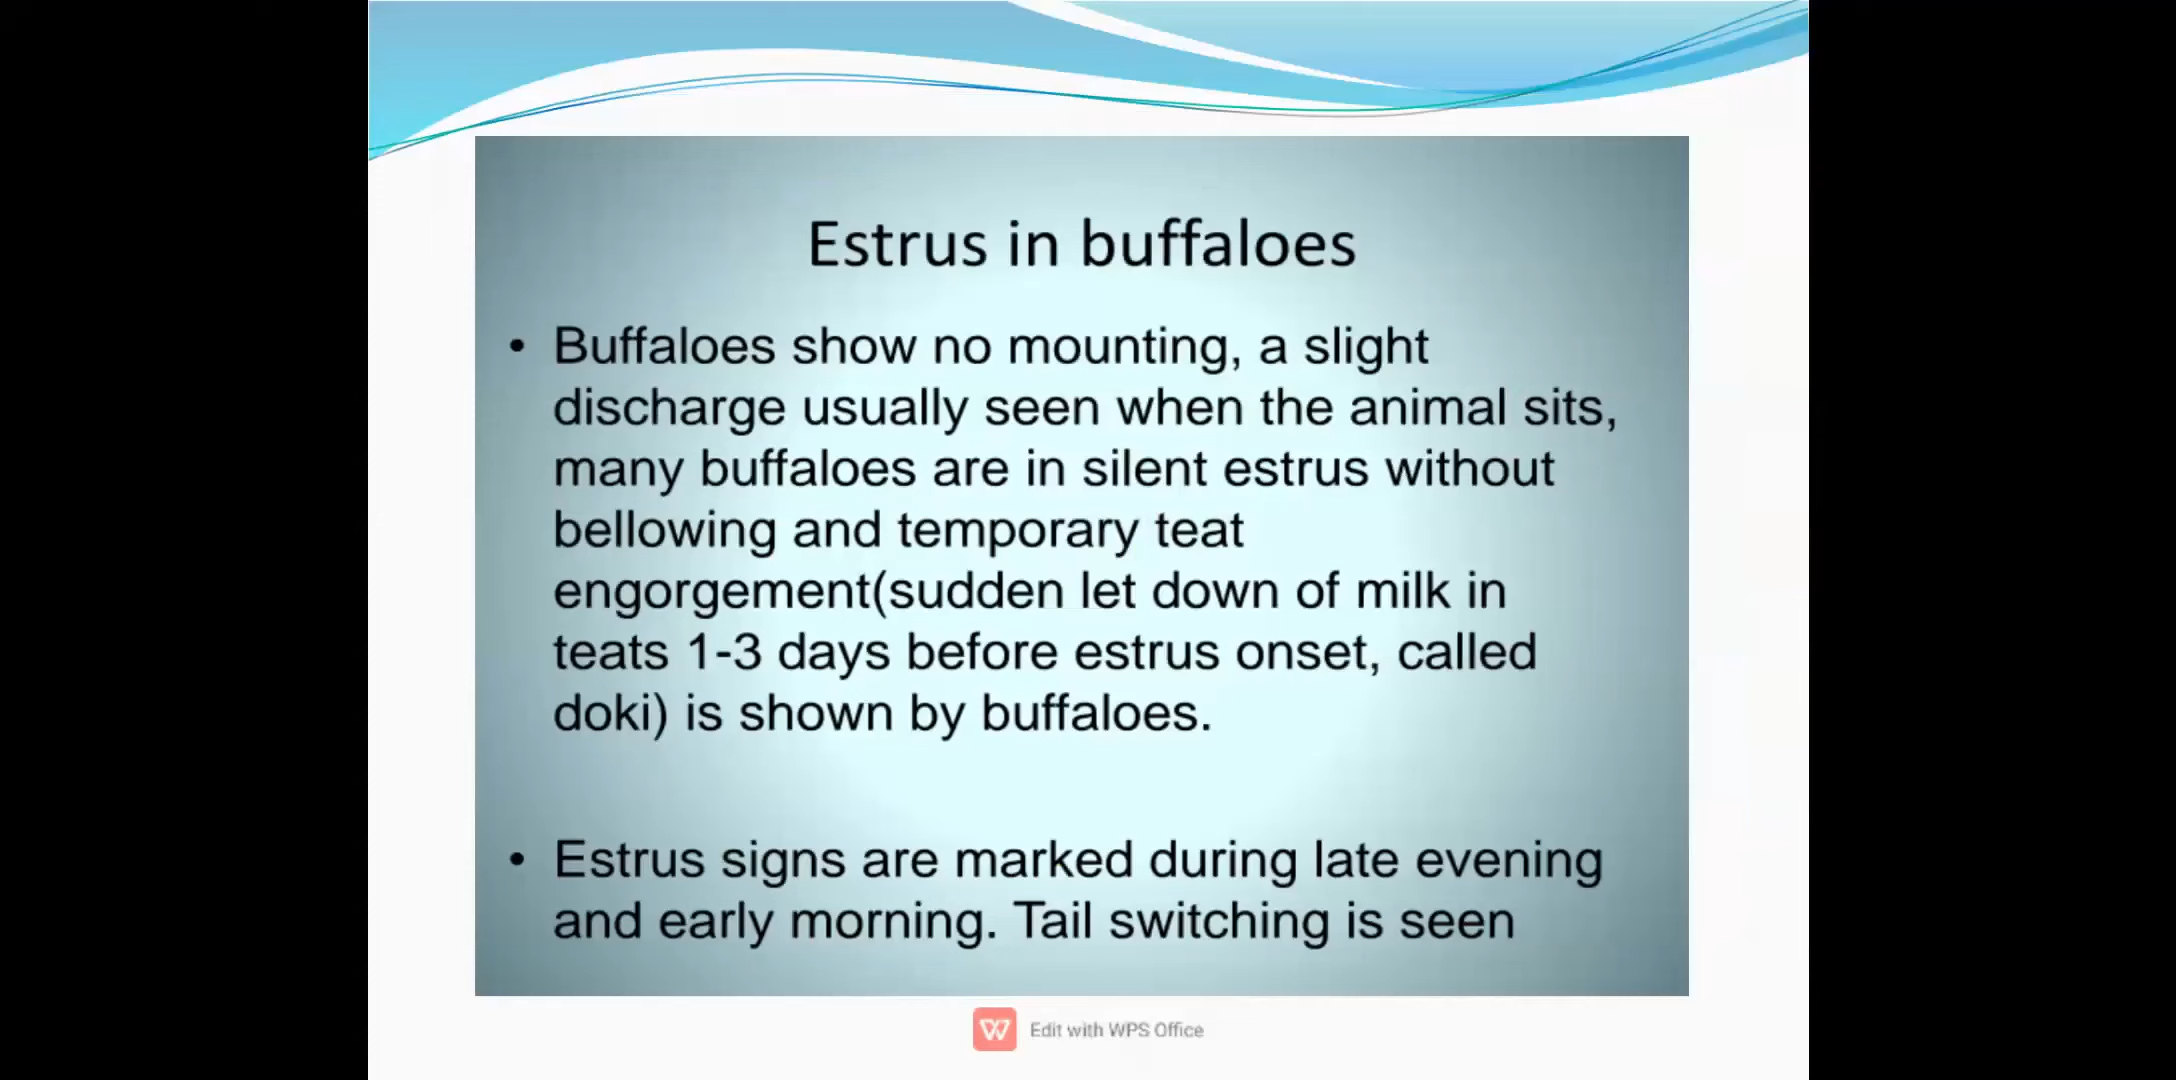 Estrus in buffaloes
• Buffaloes show no mounting, a slight
discharge usually seen when the animal sits,
many buffaloes are in silent estrus without
bellowing and temporary teat
engorgement(sudden let down of milk in
teats 1-3 days before estrus onset, called
doki) is shown by buffaloes.
• Estrus signs are marked during late evening
and early morning. Tail switching is seen
Edit with WPS Office